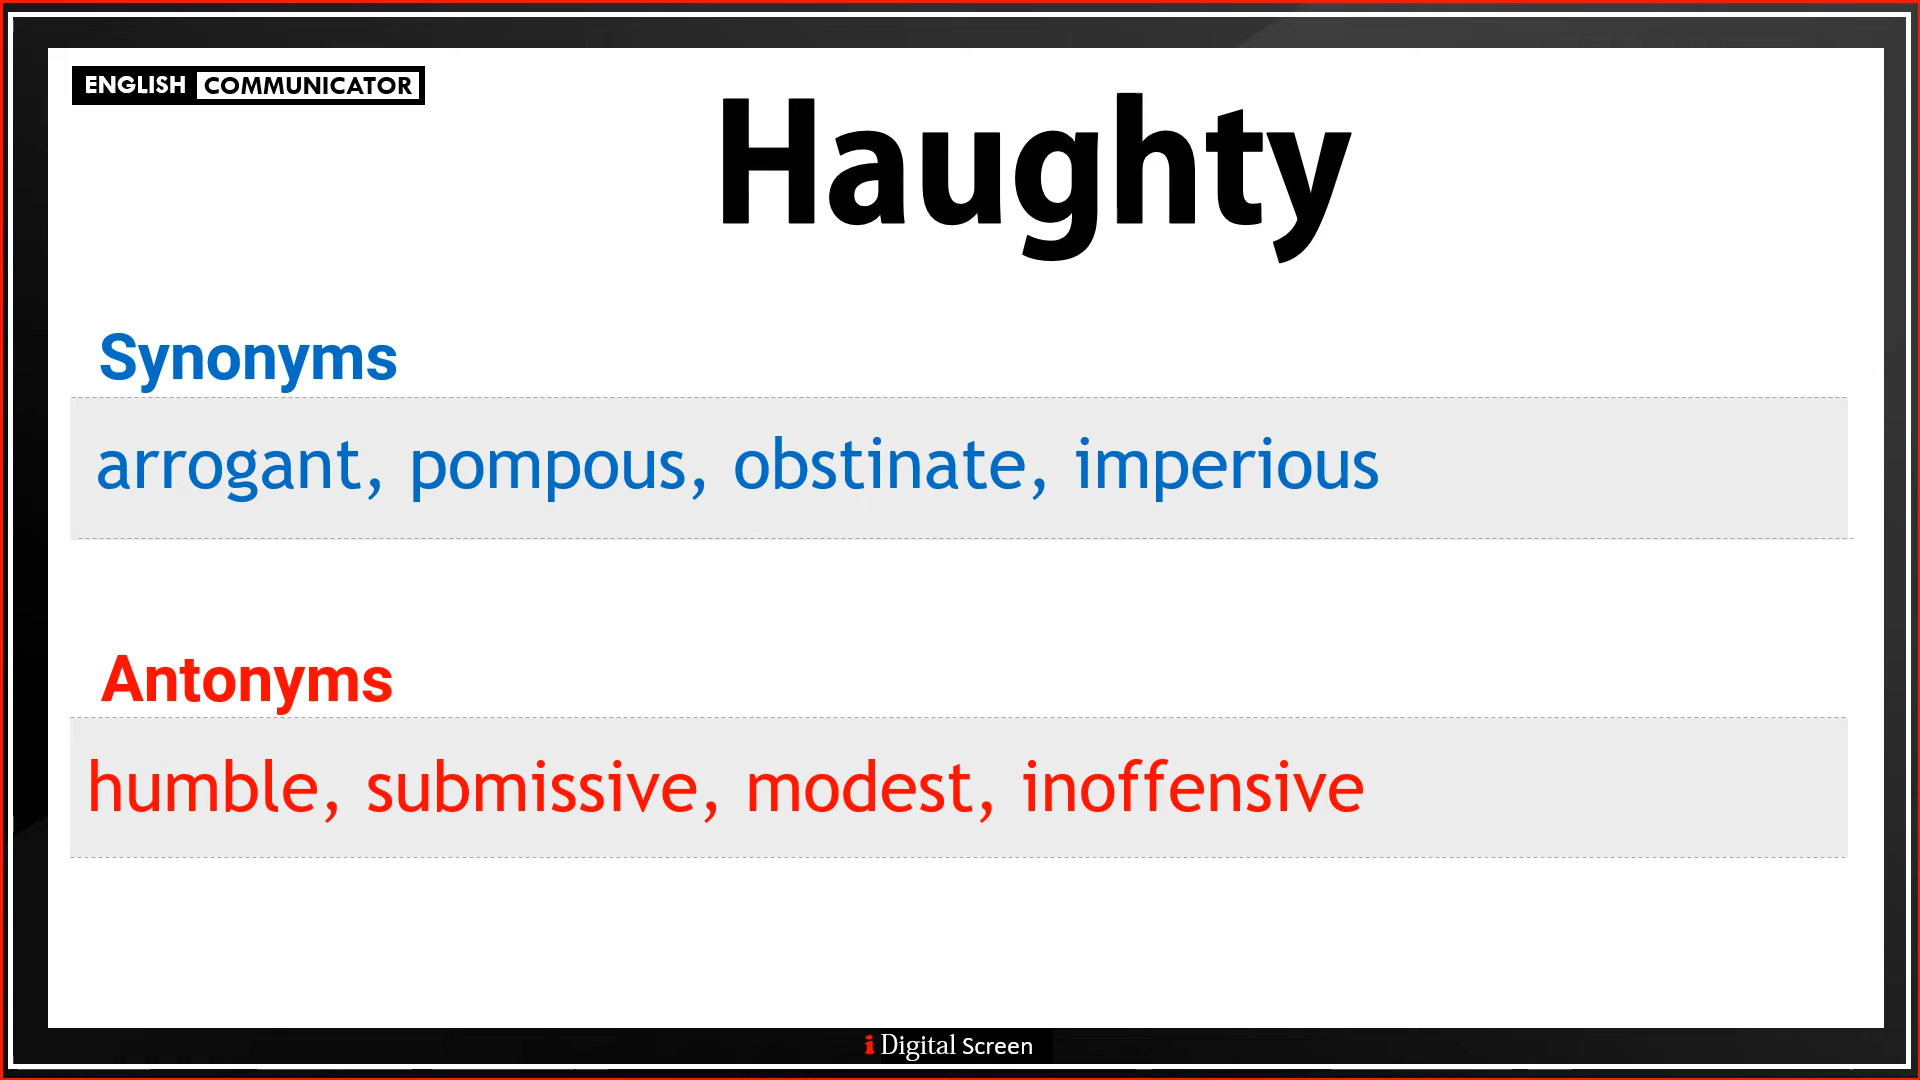 ENGLISH COMMUNICATOR
Haughty
Synonyms
arrogant, pompous, obstinate, imperious
Antonyms
humble, submissive, modest, inoffensive
i Digital Screen